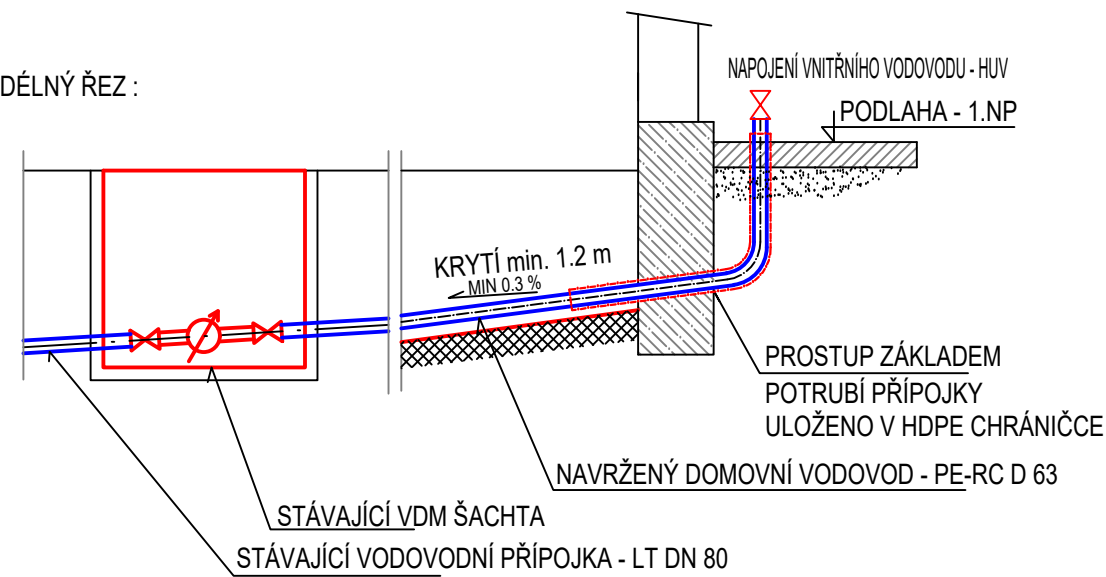 DÉLNÝ ŘEZ :
NAPOJENÍ VNITŘNÍHO VODOVODU - HUV
PODLAHA - 1.NP
KRYTÍ min. 1.2 m
MIN 0.3 %
PROSTUP ZÁKLADEM
POTRUBÍ PŘÍPOJKY
ULOŽENO V HDPE CHRÁNIČCE
NAVRŽENÝ DOMOVNÍ VODOVOD - PE-RC D 63
STÁVAJÍCÍ VDM ŠACHTA
STÁVAJÍCÍ VODOVODNÍ PŘÍPOJKA - LT DN 80